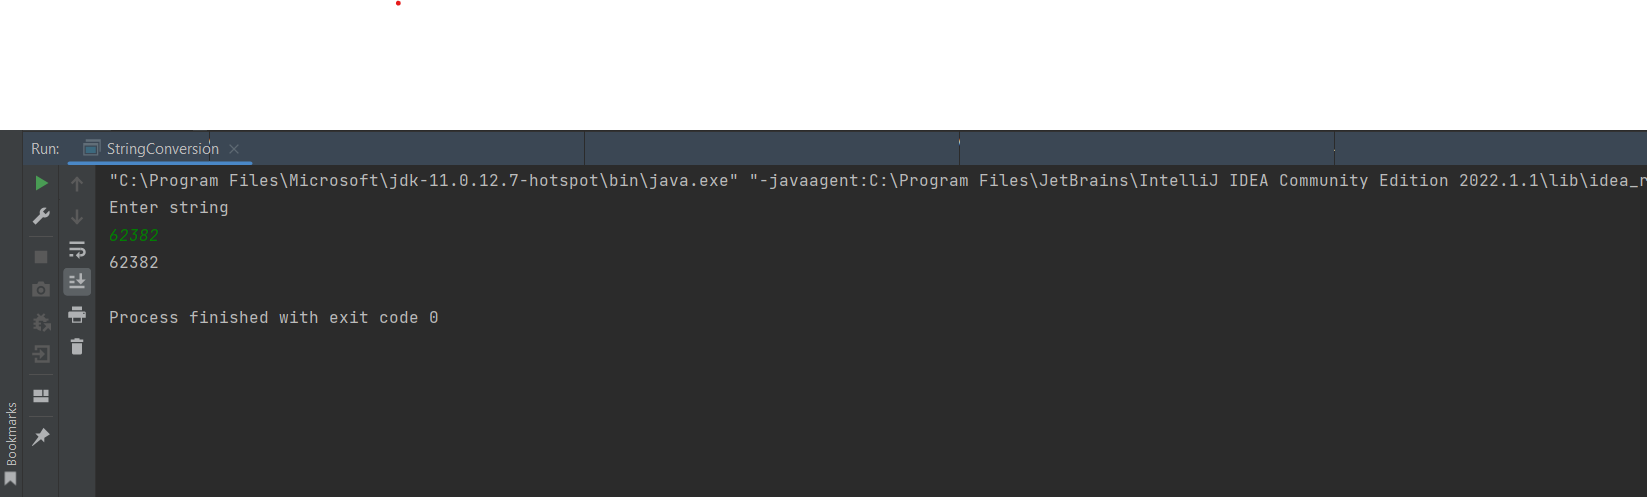 Run: StringConversion
"C:\Program Files\Microsoft\jdk-11.0.12.7-hotspot\bin\java.exe" "-javaagent:C:\Program Files\JetBrains\IntelliJ IDEA Community Edition 2022.1.1\lib\idea_r
Enter string
62382
62382
Process finished with exit code 0
Bookmarks